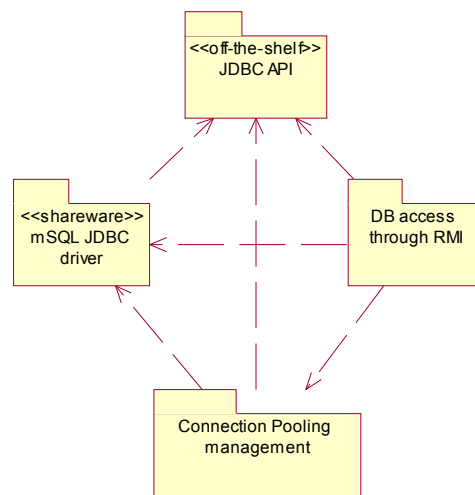 <<off-the-shelf>>
JDBC API
<<shareware>>
mSQL JDBC
driver
DB access
through RMI
Connection Pooling
management